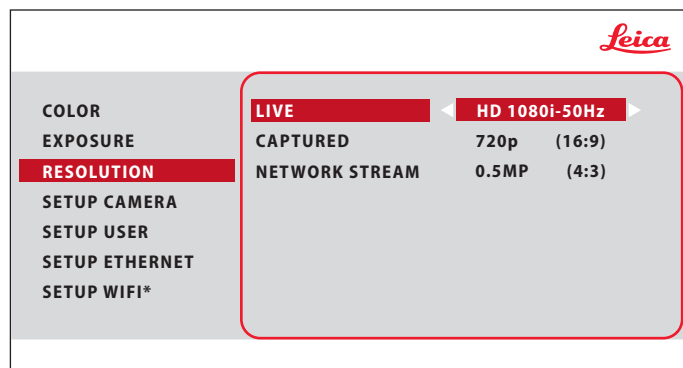 Leica
COLOR
EXPOSURE
RESOLUTION
SETUP CAMERA
SETUP USER
SETUP ETHERNET
SETUP WIFI*
LIVE HD 1080i-50Hz
CAPTURED 720p (16:9)
NETWORK STREAM 0.5MP (4:3)